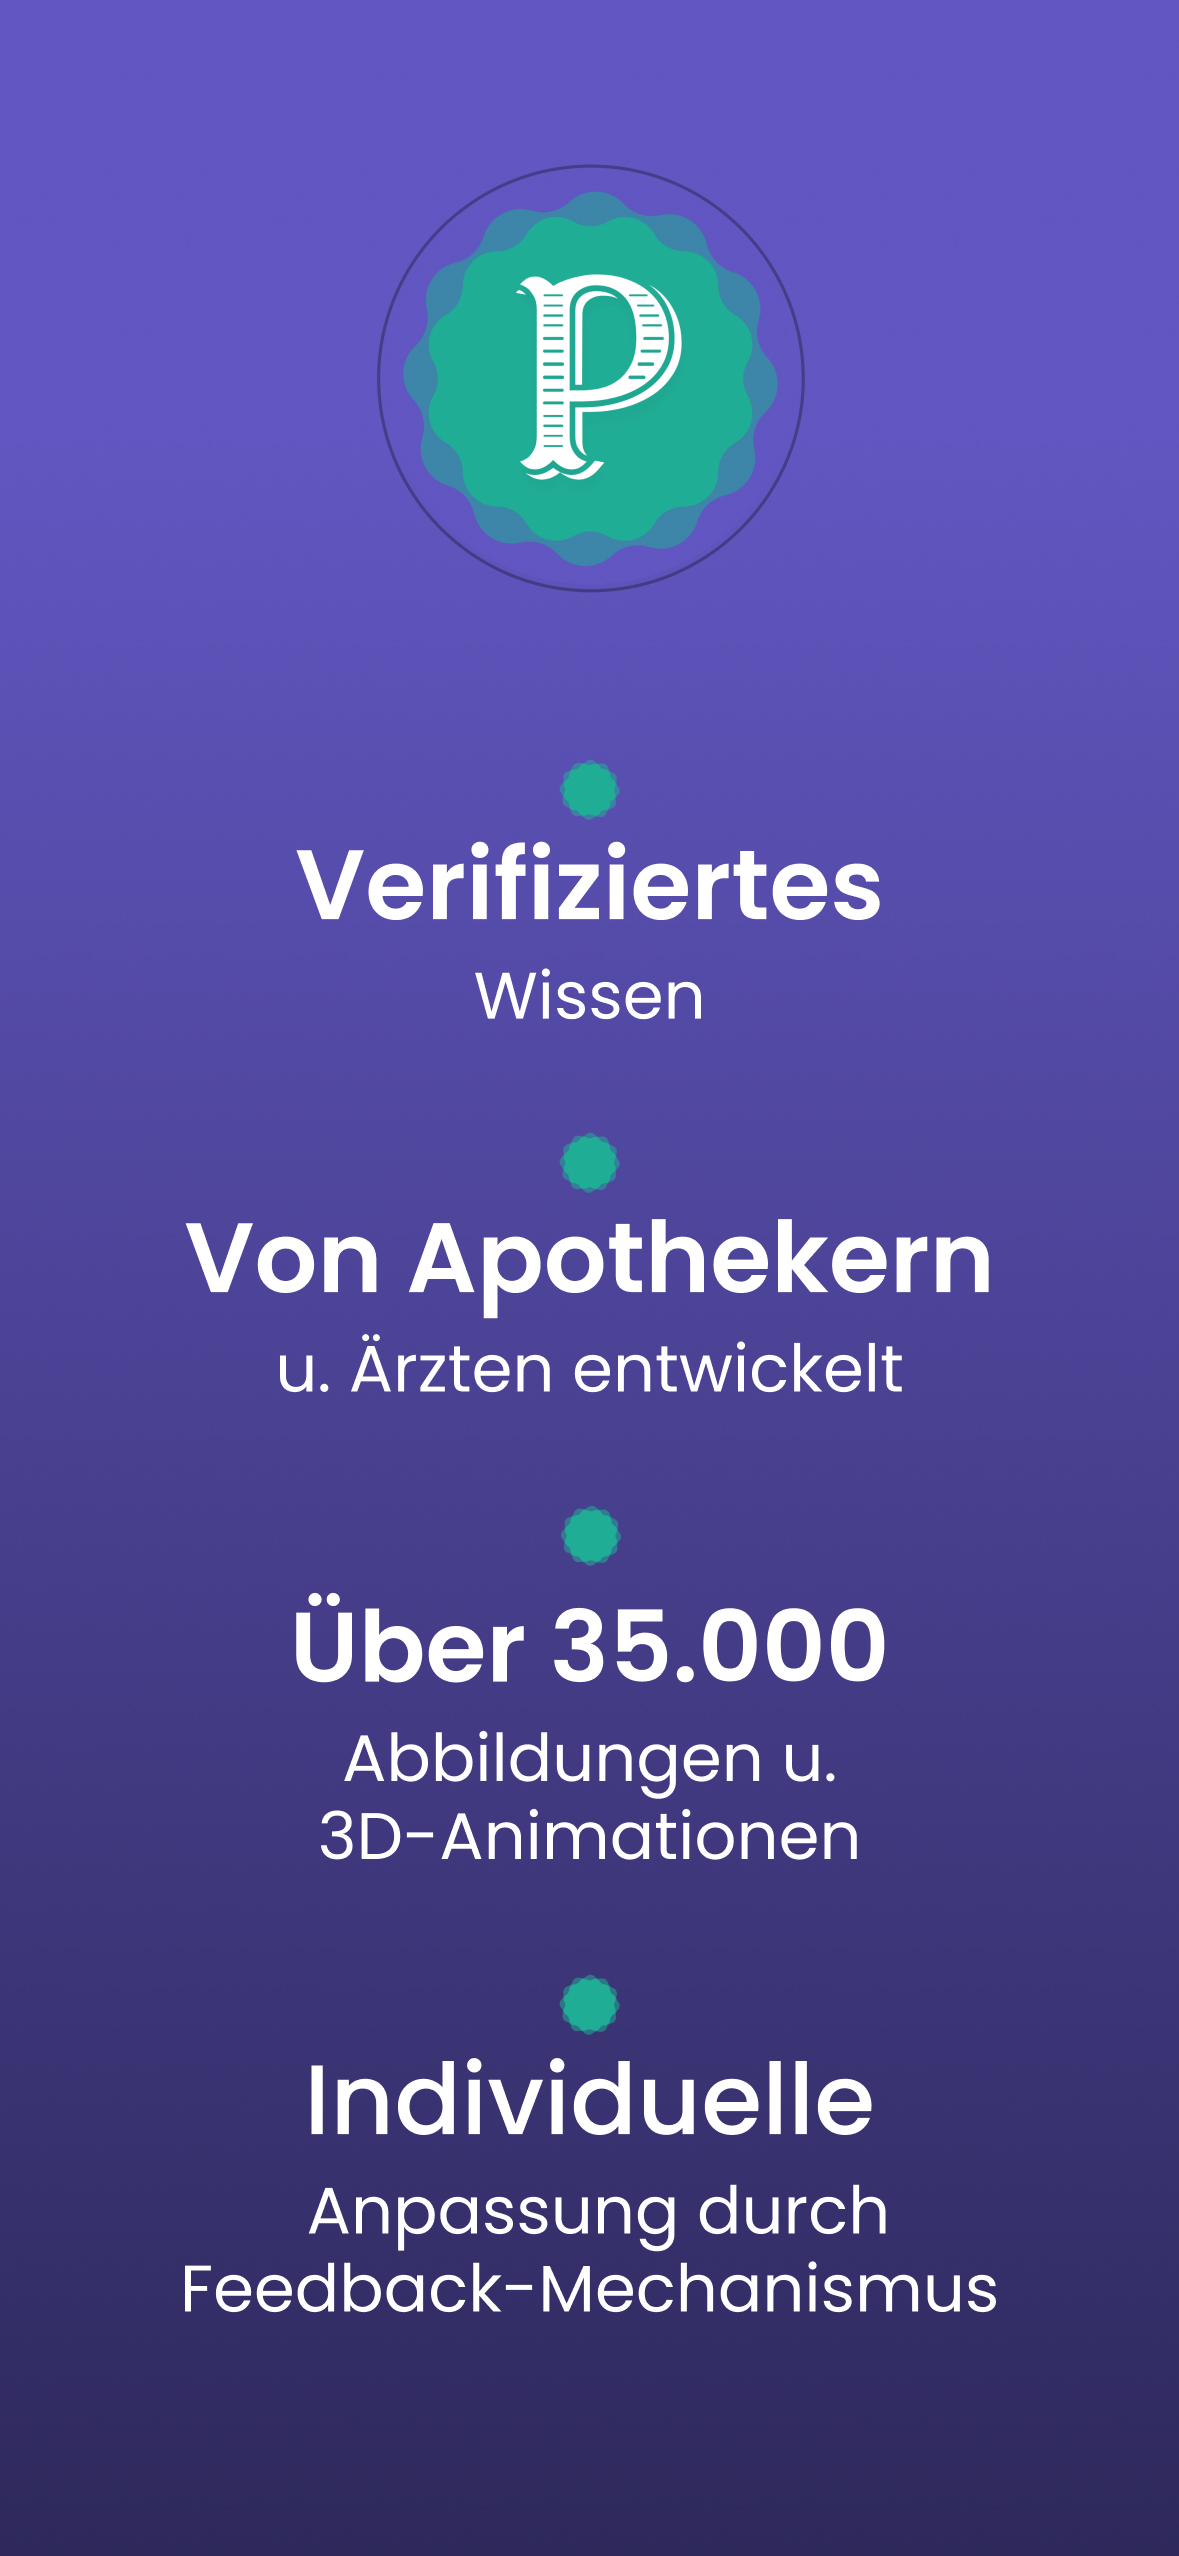 P
Verifiziertes
Wissen
Von Apothekern
u. Ärzten entwickelt
Über 35.000
Abbildungen u.
3D-Animationen
Individuelle
Anpassung durch
Feedback-Mechanismus